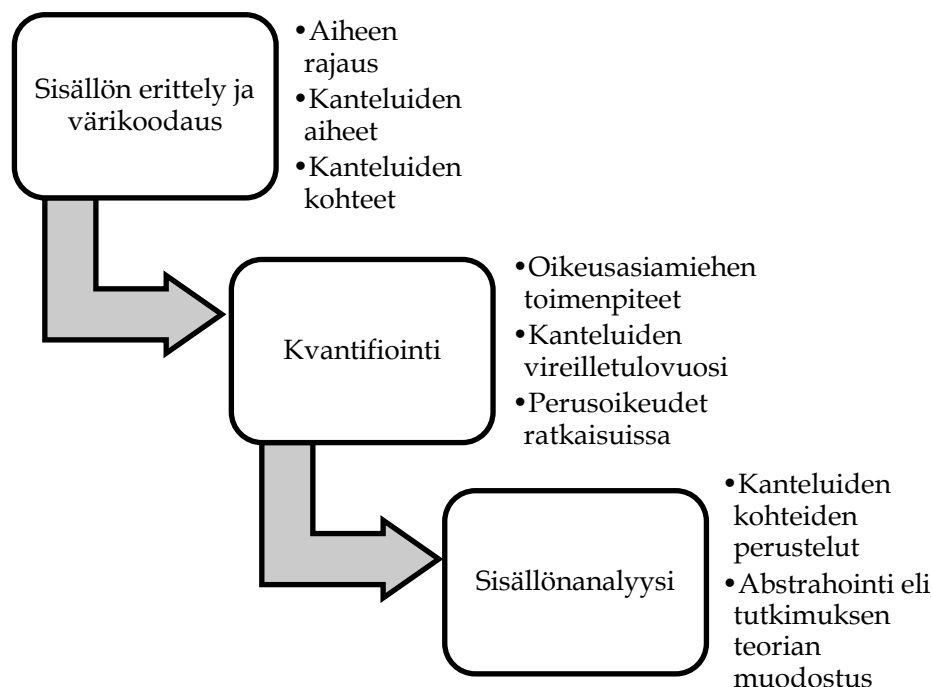 Sisällön erittely ja
värikoodaus
•Aiheen
rajaus
•Kanteluiden
aiheet
•Kanteluiden
kohteet
Kvantifiointi
•Oikeusasiamiehen
toimenpiteet
•Kanteluiden
vireilletulovuosi
•Perusoikeudet
ratkaisuissa
Sisällönanalyysi
•Kanteluiden
kohteiden
perustelut
•Abstrahointi eli
tutkimuksen
teorian
muodostus